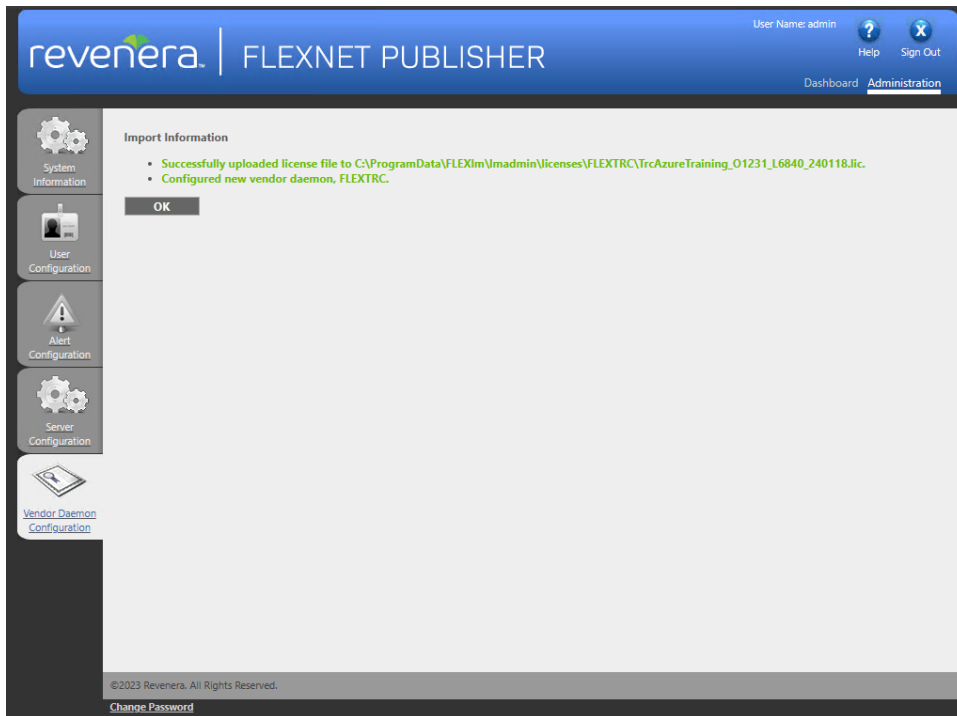 User Name: admin
revenera. FLEXNET PUBLISHER
? X
Help Sign Out
Dashboard Administration
System
Information
User
Configuration
Alert
Configuration
Server
Configuration
Vendor Daemon
Configuration
Import Information
• Successfully uploaded license file to C:\ProgramData\FLEXlm\lmadmin\licenses\FLEXTRC\TrcAzureTraining_O1231_L6840_240118.lic.
• Configured new vendor daemon, FLEXTRC.
OK
©2023 Revenera. All Rights Reserved.
Change Password